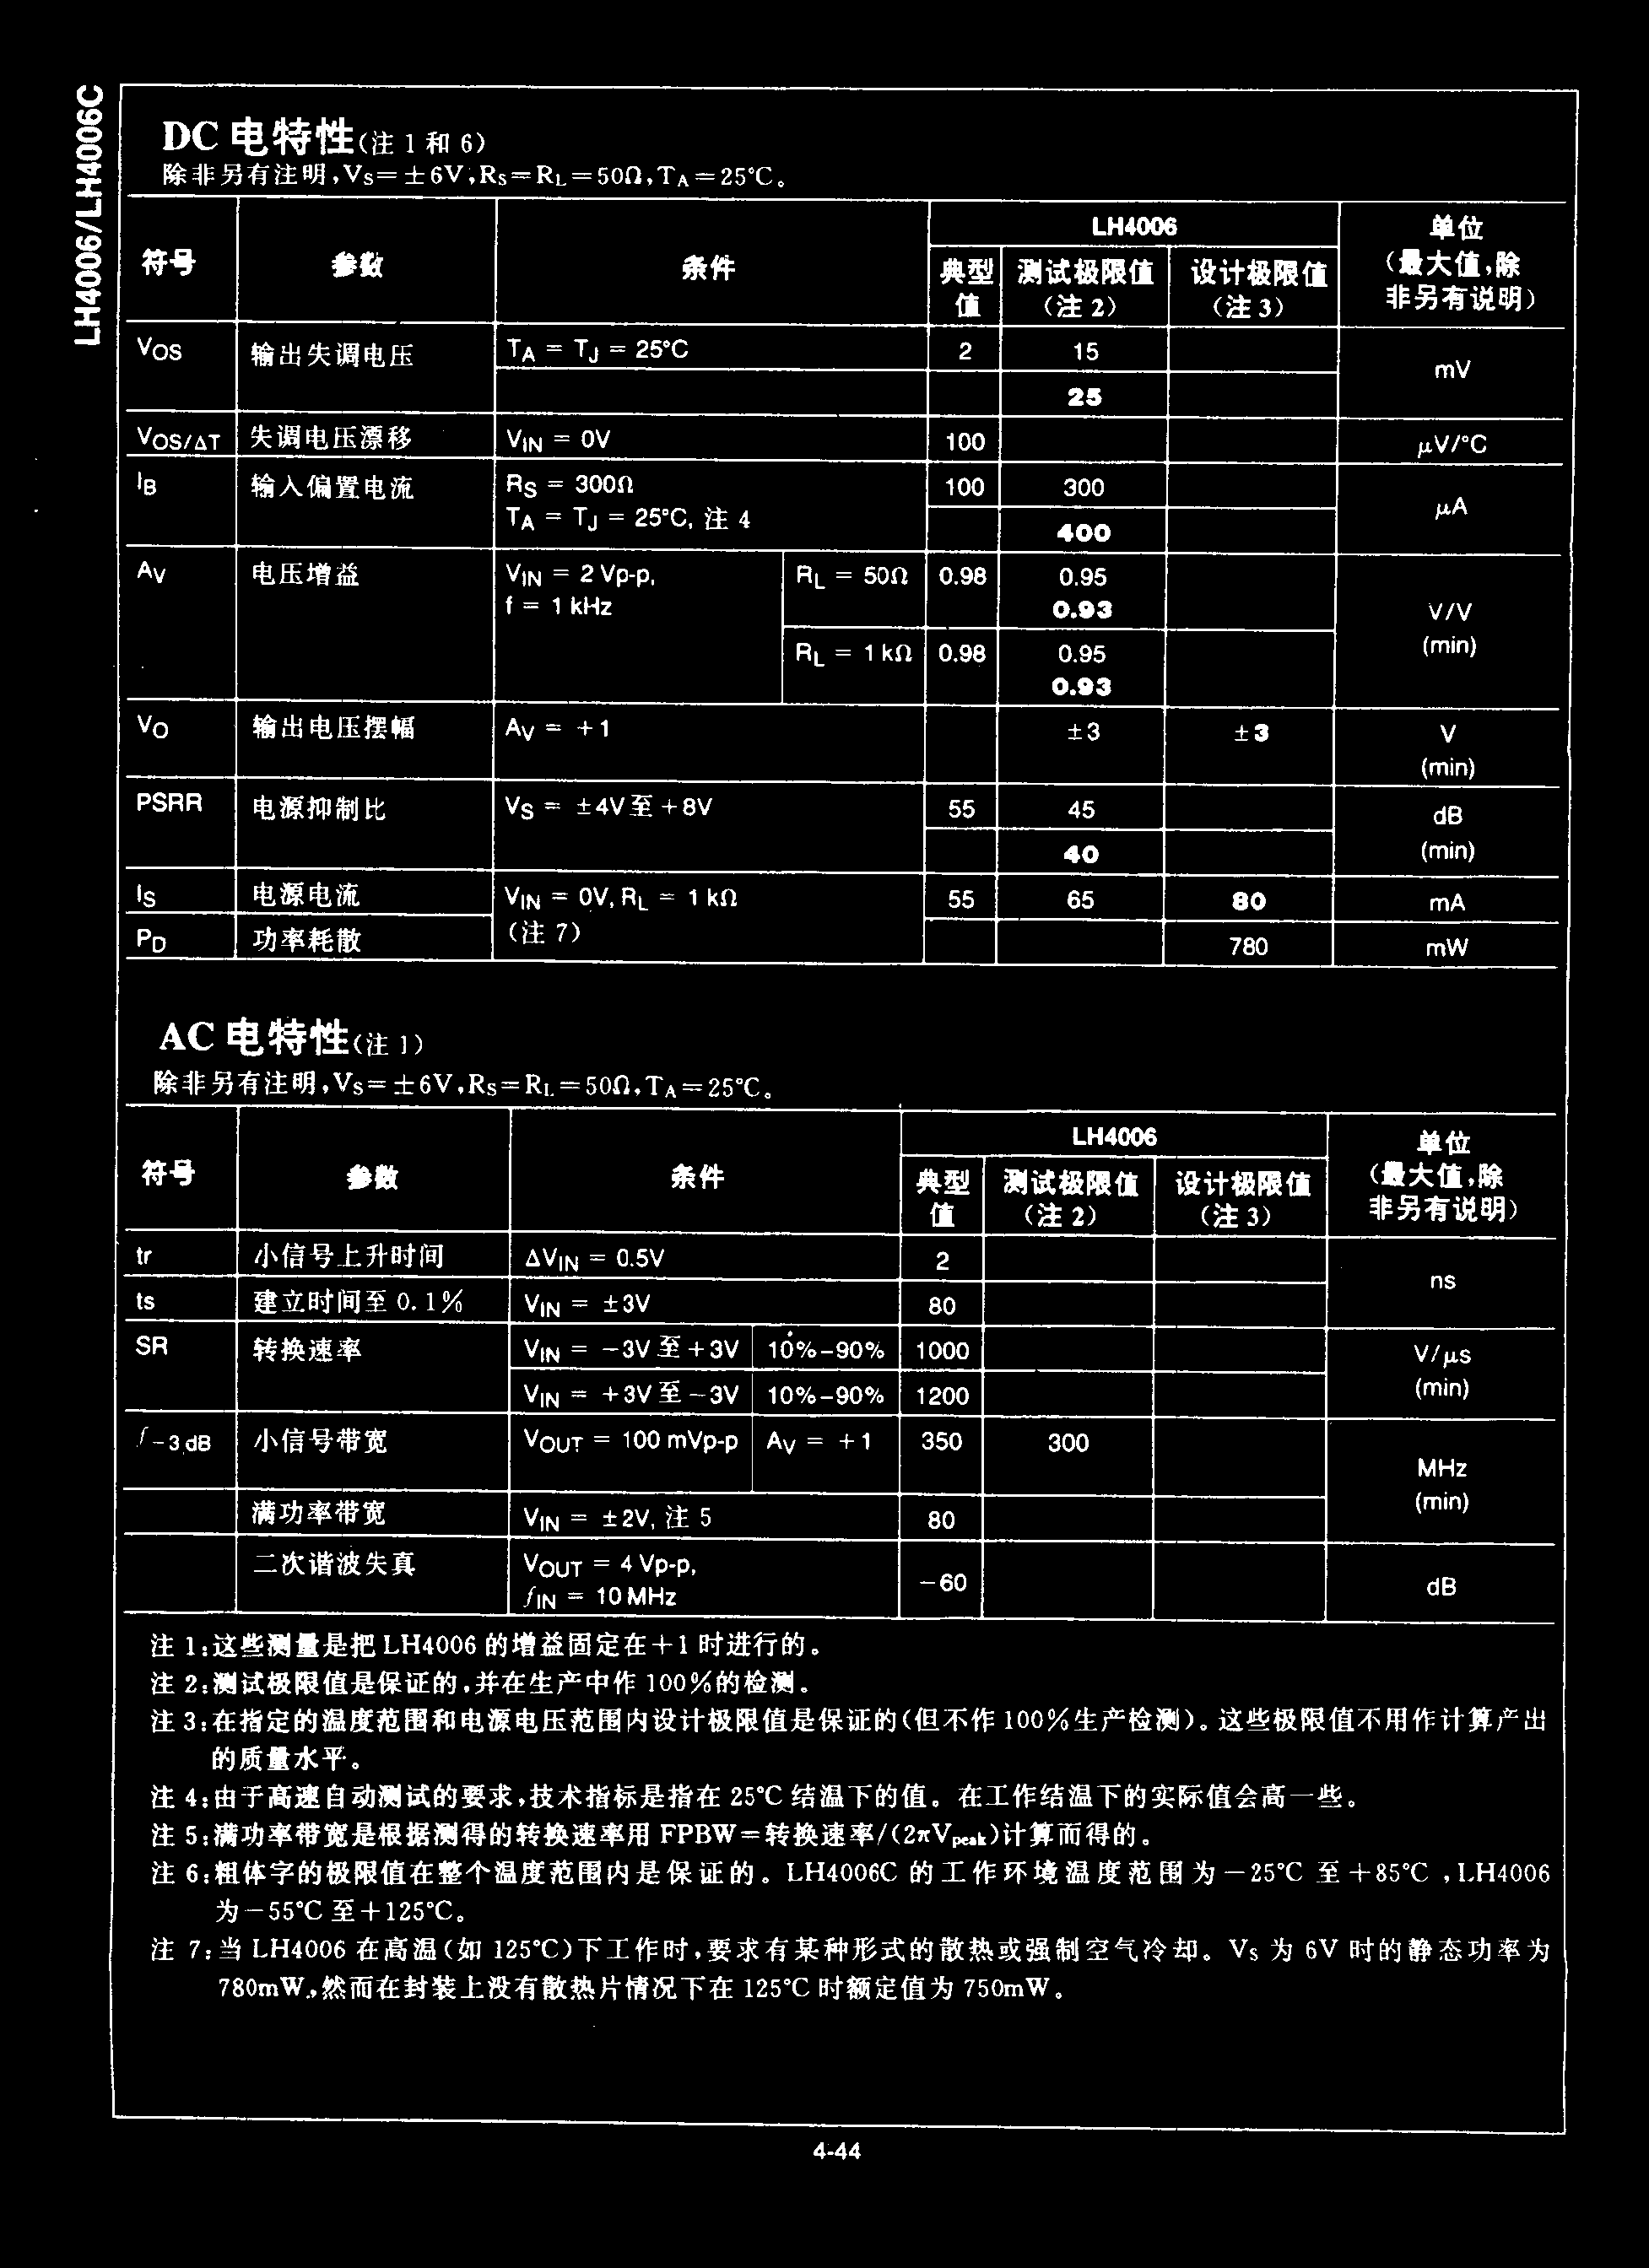 LH4006/LH4006C
DC 电特性(注 1 和 6)
除非另有注明,VS=±6V,RS=RL=50Ω,TA=25℃。
符号 参数 条件 LH4006 单位
(最大值,除
非另有说明)
典型
值 测试极限值
(注 2) 设计极限值
(注 3)
VOS 输出失调电压 TA = TJ = 25°C 2 15 mV
25
VOS/ΔT 失调电压漂移 VIN = 0V 100 μV/°C
IB 输入偏置电流 RS = 300Ω 100 300 μA
TA = TJ = 25°C, 注 4 400
AV 电压增益 VIN = 2 Vp-p, RL = 50Ω 0.98 0.95
f = 1 kHz 0.93 V/V
RL = 1 kΩ 0.98 0.95 (min)
0.93
VO 输出电压摆幅 AV = +1 ±3 ±3 V
(min)
PSRR 电源抑制比 VS = ±4V至+8V 55 45 dB
40 (min)
IS 电源电流 VIN = 0V, RL = 1 kΩ 55 65 80 mA
PD 功率耗散 (注 7) 780 mW
AC 电特性(注 1)
除非另有注明,VS=±6V,RS=RL=50Ω,TA=25℃。
符号 参数 条件 LH4006 单位
(最大值,除
非另有说明)
典型
值 测试极限值
(注 2) 设计极限值
(注 3)
tr 小信号上升时间 ΔVIN = 0.5V 2 ns
ts 建立时间至 0.1% VIN = ±3V 80
SR 转换速率 VIN = −3V至+3V 10%−90% 1000 V/μs
VIN = +3V至−3V 10%−90% 1200 (min)
f−3dB 小信号带宽 VOUT = 100 mVp-p AV = +1 350 300 MHz
(min)
满功率带宽 VIN = ±2V, 注 5 80
二次谐波失真 VOUT = 4 Vp-p, −60 dB
fIN = 10 MHz
注 1:这些测量是把 LH4006 的增益固定在+1 时进行的。
注 2:测试极限值是保证的,并在生产中作 100%的检测。
注 3:在指定的温度范围和电源电压范围内设计极限值是保证的(但不作 100%生产检测)。这些极限值不用作计算产出
的质量水平。
注 4:由于高速自动测试的要求,技术指标是指在 25℃ 结温下的值。在工作结温下的实际值会高一些。
注 5:满功率带宽是根据测得的转换速率用 FPBW=转换速率/(2πVpeak)计算而得的。
注 6:粗体字的极限值在整个温度范围内是保证的。LH4006C 的工作环境温度范围为−25℃ 至+85℃,LH4006
为−55℃ 至+125℃。
注 7:当 LH4006 在高温(如 125℃)下工作时,要求有某种形式的散热或强制空气冷却。VS 为 6V 时的静态功率为
780mW,然而在封装上没有散热片情况下在 125℃ 时额定值为 750mW。
4-44